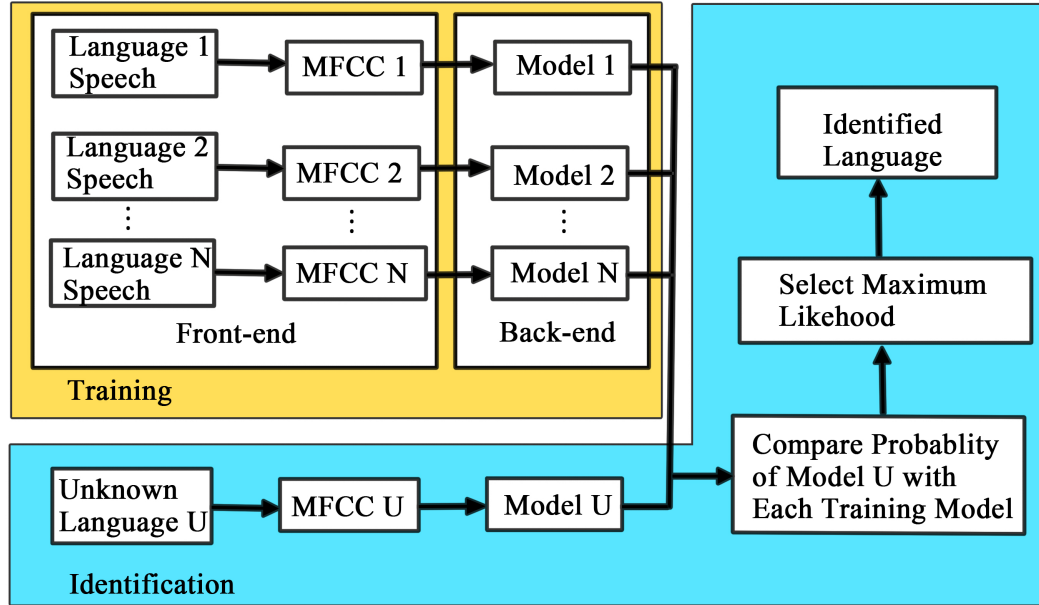 Language 1
Speech
MFCC 1
Model 1
Language 2
Speech
MFCC 2
Model 2
⋮
⋮
⋮
Language N
Speech
MFCC N
Model N
Front-end
Back-end
Training
Unknown
Language U
MFCC U
Model U
Identification
Compare Probablity
of Model U with
Each Training Model
Select Maximum
Likehood
Identified
Language